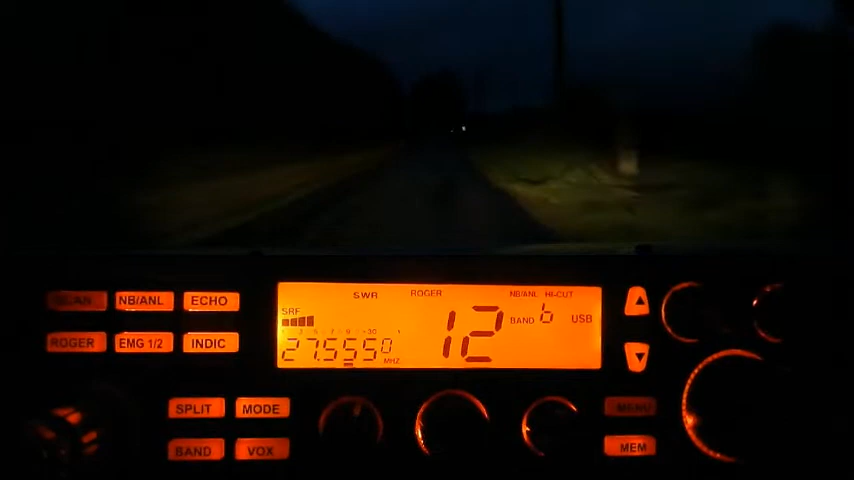 SCAN NB/ANL ECHO
ROGER EMG 1/2 INDIC
SPLIT MODE
BAND VOX
SWR ROGER NB/ANL HI-CUT
SRF
12 BAND 6 USB
27.5550 MHZ
MENU
MEM